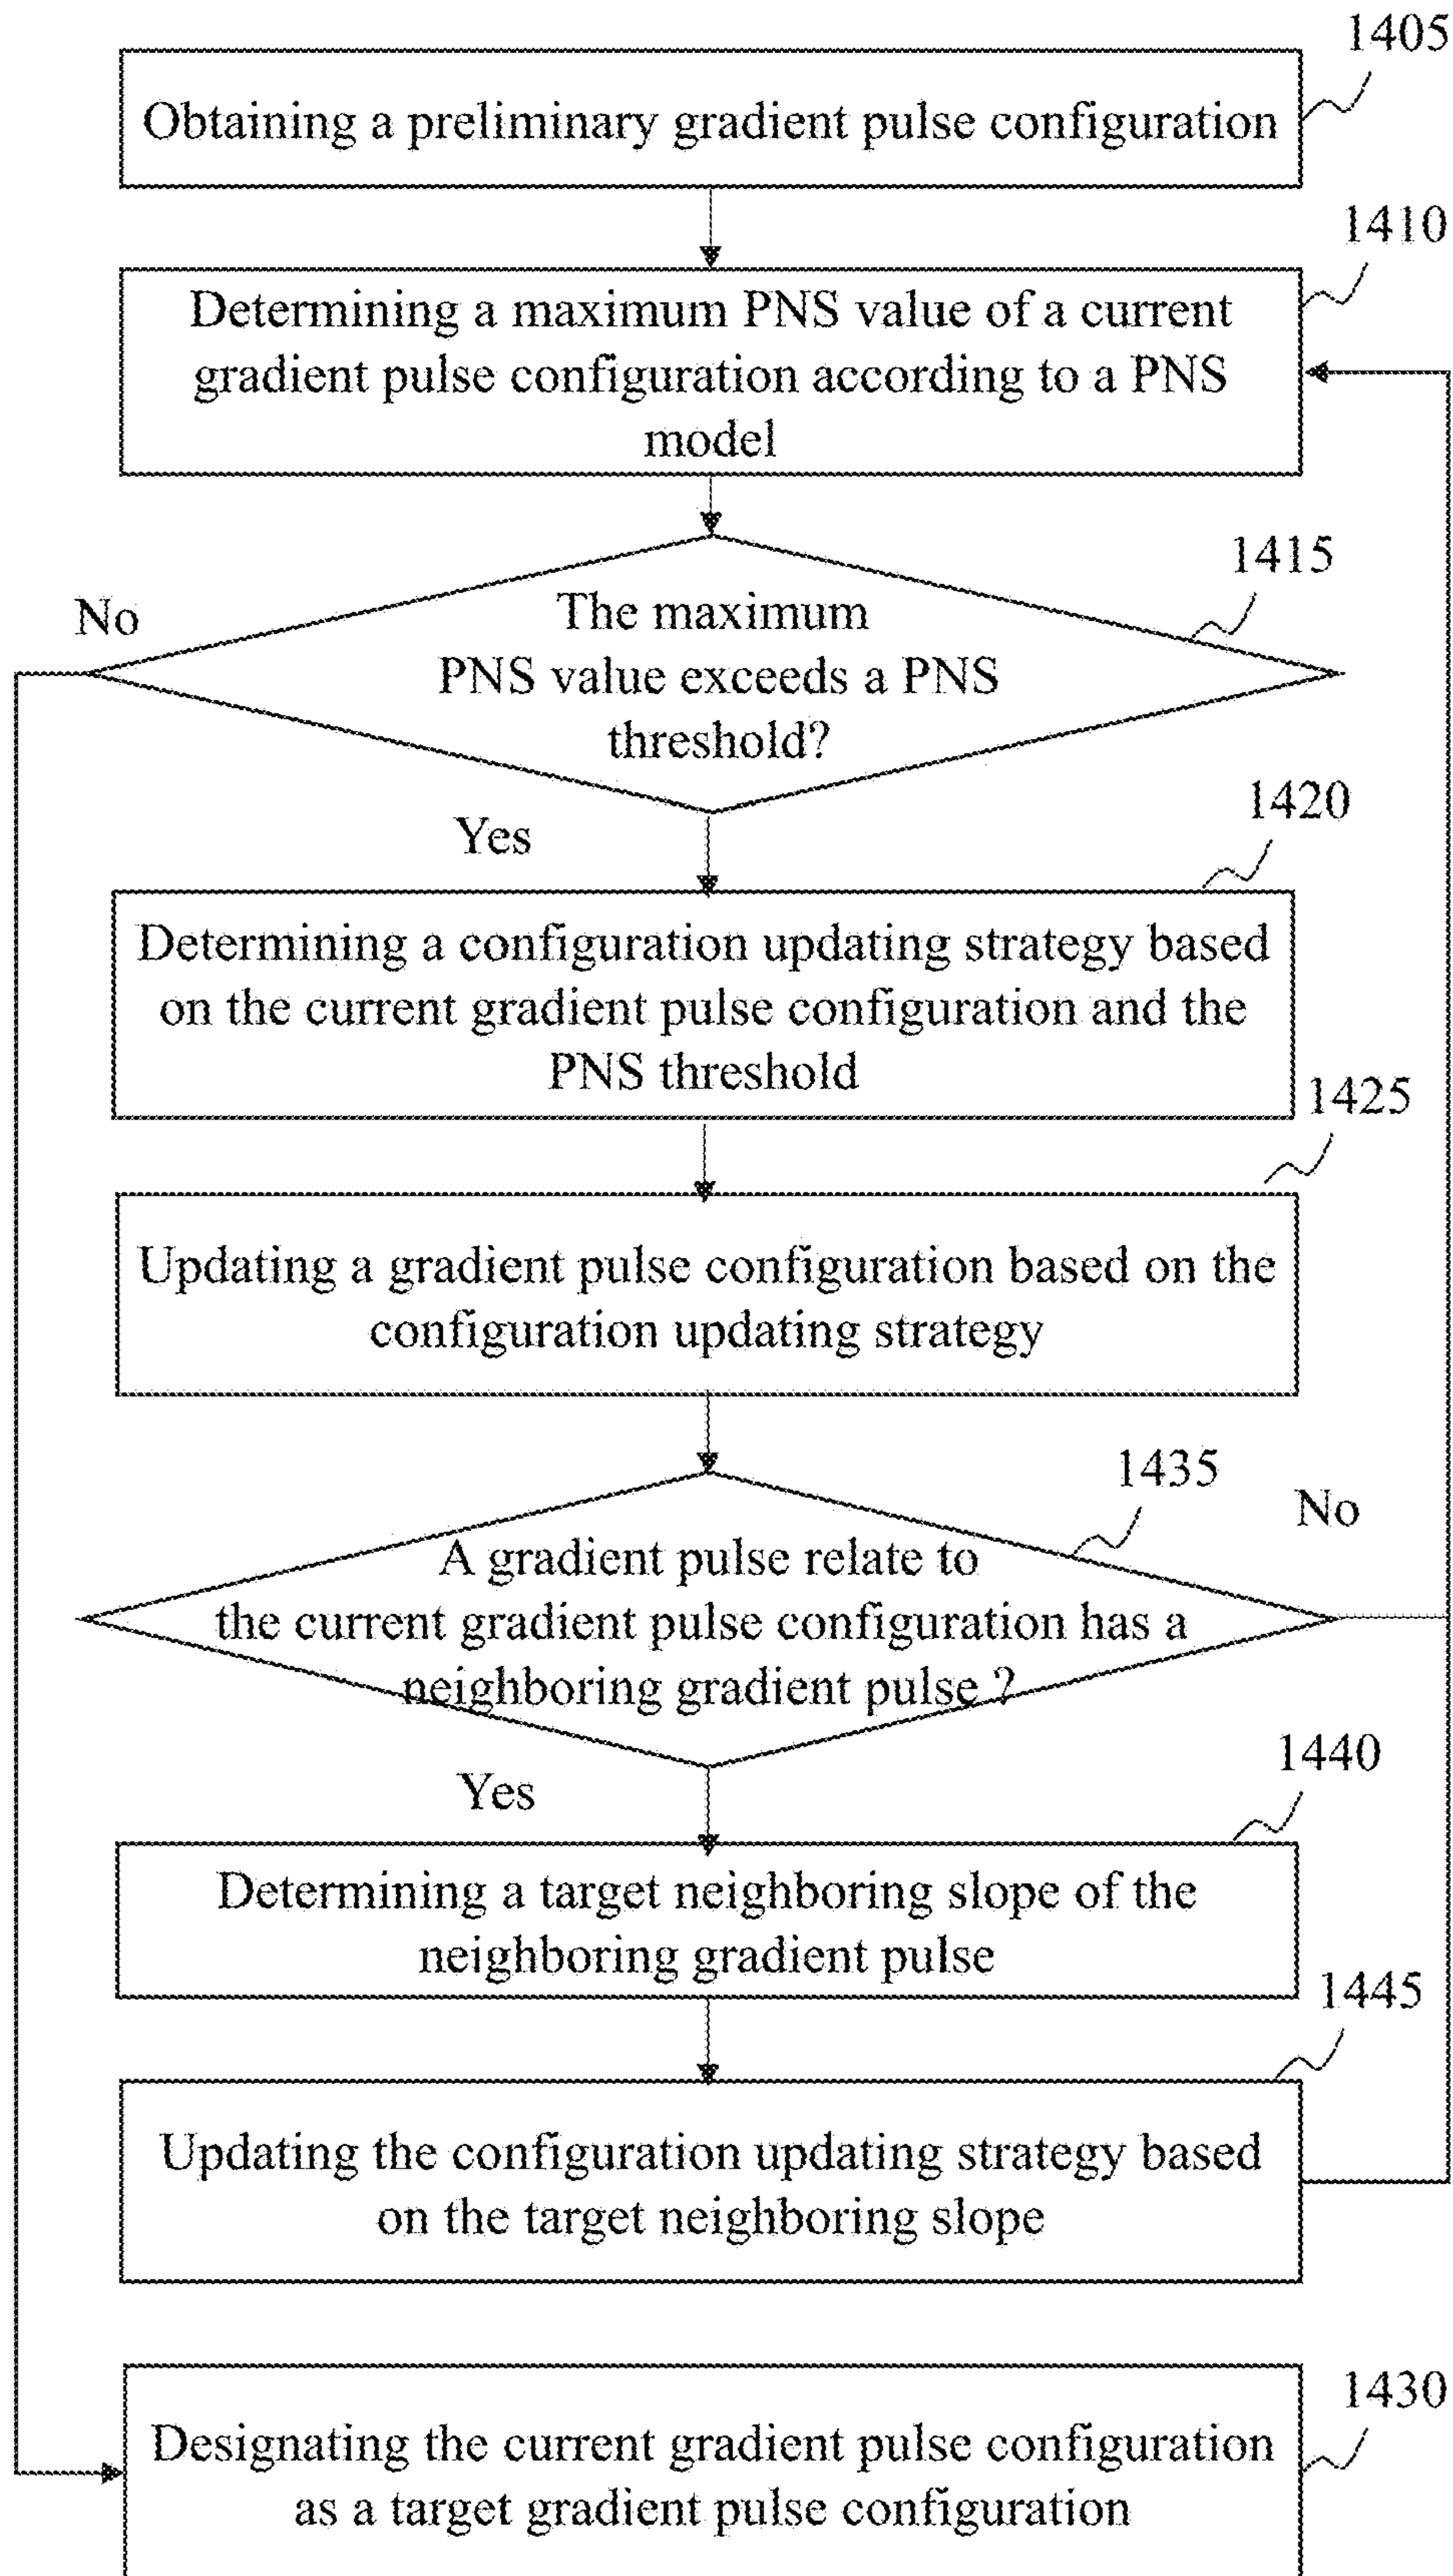 1405
Obtaining a preliminary gradient pulse configuration
1410
Determining a maximum PNS value of a current
gradient pulse configuration according to a PNS
model
1415
No
The maximum
PNS value exceeds a PNS
threshold?
Yes
1420
Determining a configuration updating strategy based
on the current gradient pulse configuration and the
PNS threshold
1425
Updating a gradient pulse configuration based on the
configuration updating strategy
1435
No
A gradient pulse relate to
the current gradient pulse configuration has a
neighboring gradient pulse ?
Yes
1440
Determining a target neighboring slope of the
neighboring gradient pulse
1445
Updating the configuration updating strategy based
on the target neighboring slope
1430
Designating the current gradient pulse configuration
as a target gradient pulse configuration